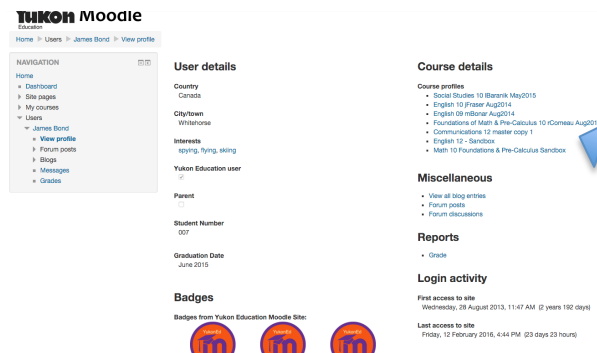 Yukon Moodle
Education
Home Users James Bond View profile
NAVIGATION
Home
Dashboard
Site pages
My courses
Users
James Bond
View profile
Forum posts
Blogs
Messages
Grades
User details
Country
Canada
City/town
Whitehorse
Interests
spying, flying, skiing
Yukon Education user
Parent
Student Number
007
Graduation Date
June 2015
Badges
Badges from Yukon Education Moodle Site:
YukonEd YukonEd YukonEd
m m m
Course details
Course profiles
Social Studies 10 lBaranik May2015
English 10 jFraser Aug2014
English 09 mBonar Aug2014
Foundations of Math & Pre-Calculus 10 rComeau Aug201
Communications 12 master copy 1
English 12 - Sandbox
Math 10 Foundations & Pre-Calculus Sandbox
Miscellaneous
View all blog entries
Forum posts
Forum discussions
Reports
Grade
Login activity
First access to site
Wednesday, 28 August 2013, 11:47 AM (2 years 192 days)
Last access to site
Friday, 12 February 2016, 4:44 PM (23 days 23 hours)